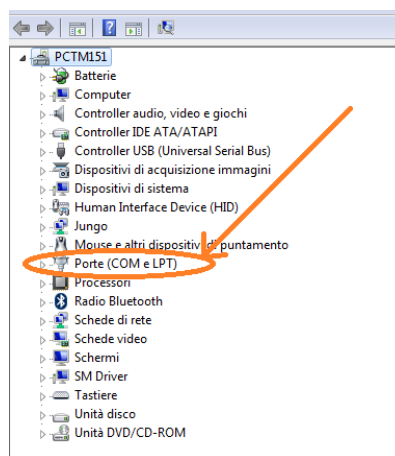 PCTM151
Batterie
Computer
Controller audio, video e giochi
Controller IDE ATA/ATAPI
Controller USB (Universal Serial Bus)
Dispositivi di acquisizione immagini
Dispositivi di sistema
Human Interface Device (HID)
Jungo
Mouse e altri dispositivi di puntamento
Porte (COM e LPT)
Processori
Radio Bluetooth
Schede di rete
Schede video
Schermi
SM Driver
Tastiere
Unità disco
Unità DVD/CD-ROM